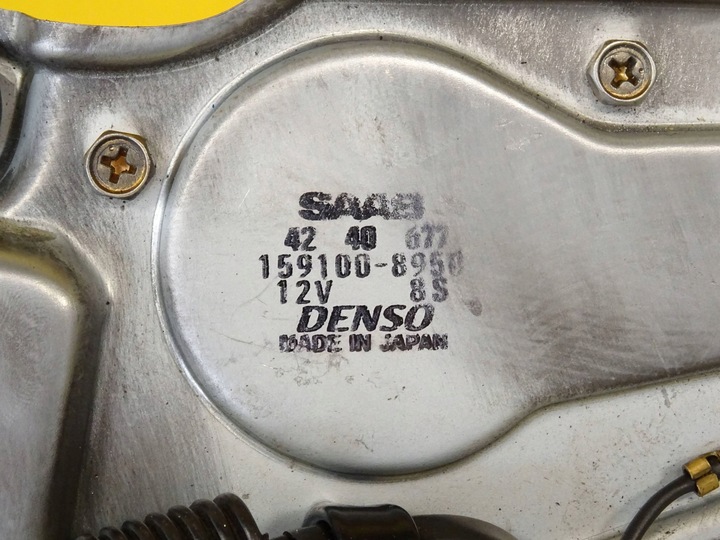 SAAB
42 40 677
159100-8950
12V 8S
DENSO
MADE IN JAPAN